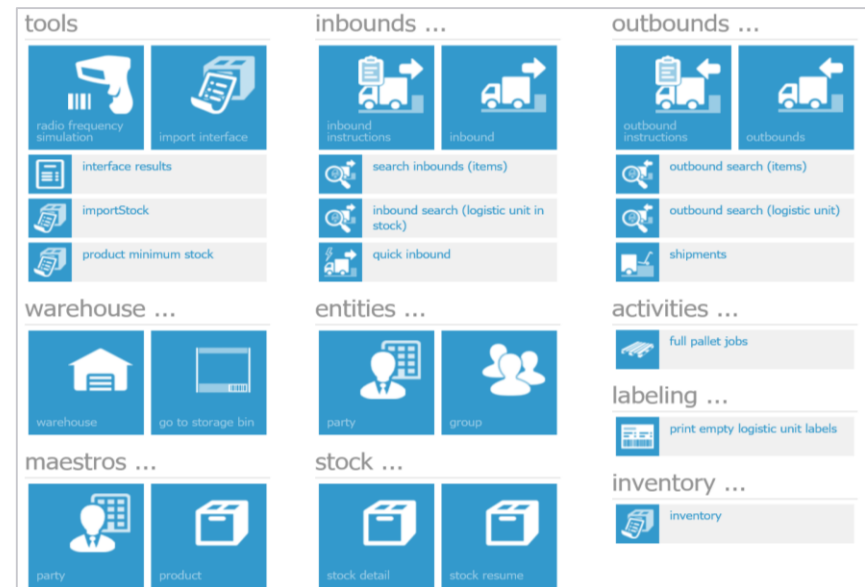 tools
radio frequency
simulation
import interface
interface results
importStock
product minimum stock
inbounds ...
inbound
instructions
inbound
search inbounds (items)
inbound search (logistic unit in
stock)
quick inbound
outbounds ...
outbound
instructions
outbounds
outbound search (items)
outbound search (logistic unit)
shipments
warehouse ...
warehouse
go to storage bin
entities ...
party
group
activities ...
full pallet jobs
labeling ...
print empty logistic unit labels
maestros ...
party
product
stock ...
stock detail
stock resume
inventory ...
inventory